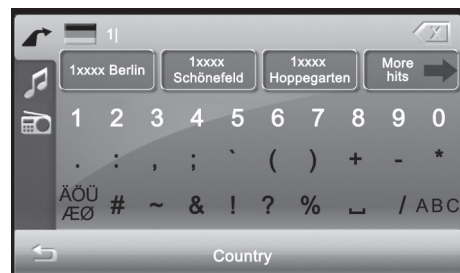 1|
1xxxx Berlin
1xxxx Schönefeld
1xxxx Hoppegarten
More hits
1 2 3 4 5 6 7 8 9 0
. : , ; ` ( ) + - *
ÄÖÜ ÆØ # ~ & ! ? % ⎵ / ABC
Country